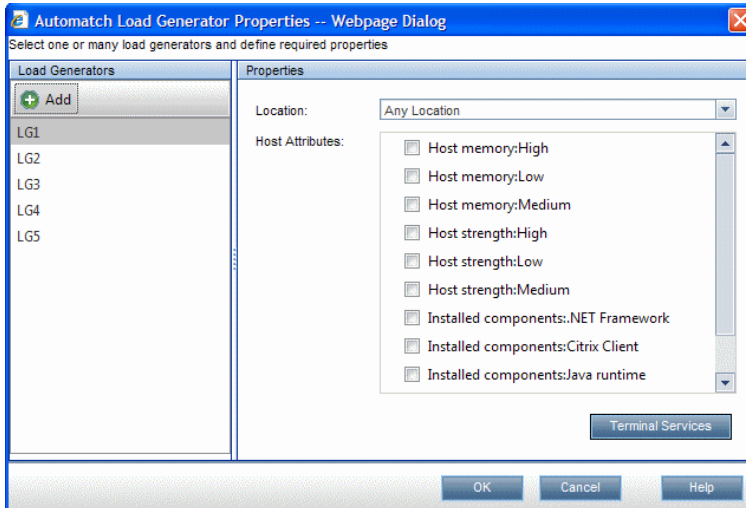 Automatch Load Generator Properties -- Webpage Dialog
Select one or many load generators and define required properties
Load Generators
Add
LG1
LG2
LG3
LG4
LG5
Properties
Location:
Any Location
Host Attributes:
Host memory:High
Host memory:Low
Host memory:Medium
Host strength:High
Host strength:Low
Host strength:Medium
Installed components:.NET Framework
Installed components:Citrix Client
Installed components:Java runtime
Terminal Services
OK
Cancel
Help